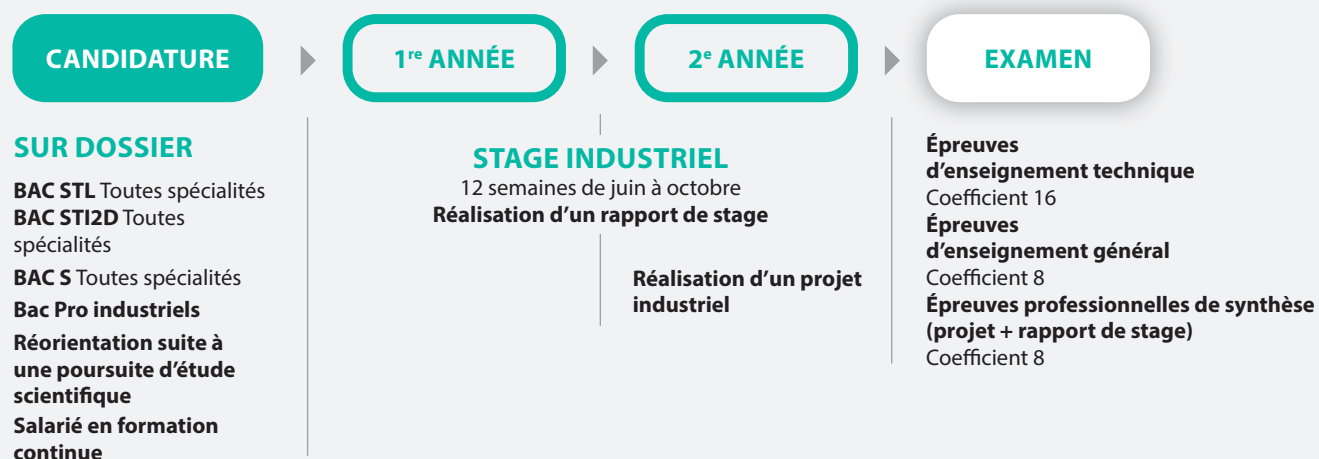 CANDIDATURE
1re ANNÉE
2e ANNÉE
EXAMEN
SUR DOSSIER
BAC STL Toutes spécialités
BAC STI2D Toutes
spécialités
BAC S Toutes spécialités
Bac Pro industriels
Réorientation suite à
une poursuite d’étude
scientifique
Salarié en formation
continue
STAGE INDUSTRIEL
12 semaines de juin à octobre
Réalisation d’un rapport de stage
Réalisation d’un projet
industriel
Épreuves
d’enseignement technique
Coefficient 16
Épreuves
d’enseignement général
Coefficient 8
Épreuves professionnelles de synthèse
(projet + rapport de stage)
Coefficient 8